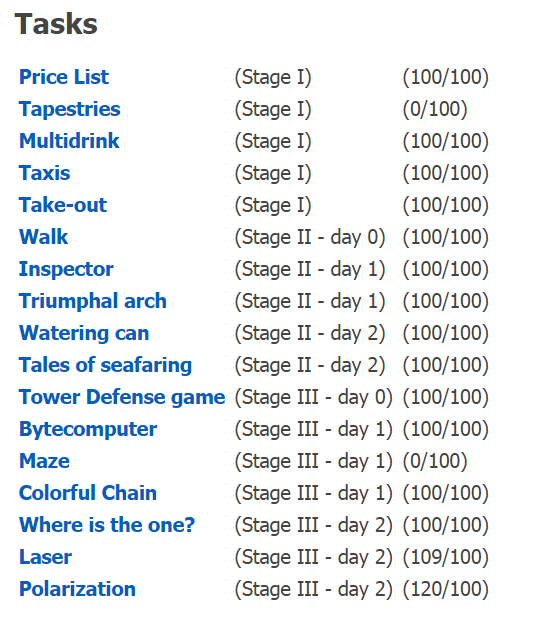 Tasks
Price List (Stage I) (100/100)
Tapestries (Stage I) (0/100)
Multidrink (Stage I) (100/100)
Taxis (Stage I) (100/100)
Take-out (Stage I) (100/100)
Walk (Stage II - day 0) (100/100)
Inspector (Stage II - day 1) (100/100)
Triumphal arch (Stage II - day 1) (100/100)
Watering can (Stage II - day 2) (100/100)
Tales of seafaring (Stage II - day 2) (100/100)
Tower Defense game (Stage III - day 0) (100/100)
Bytecomputer (Stage III - day 1) (100/100)
Maze (Stage III - day 1) (0/100)
Colorful Chain (Stage III - day 1) (100/100)
Where is the one? (Stage III - day 2) (100/100)
Laser (Stage III - day 2) (109/100)
Polarization (Stage III - day 2) (120/100)